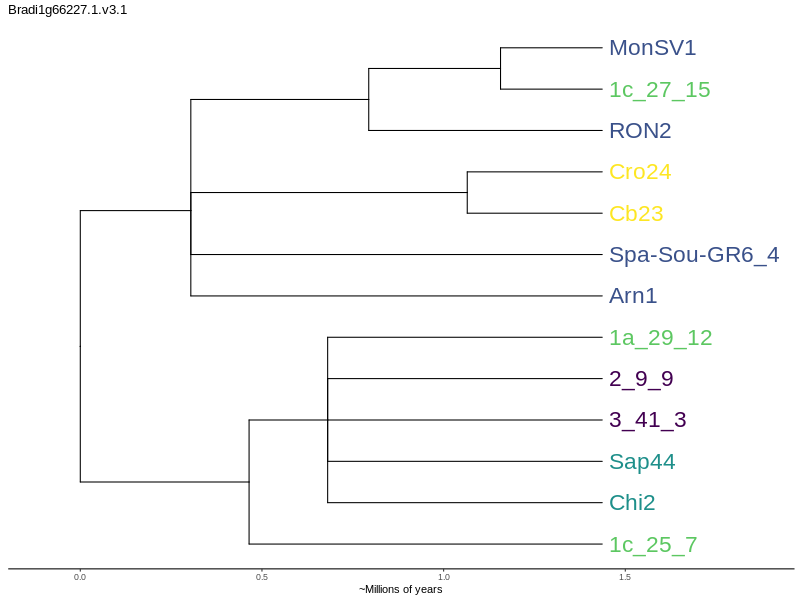 Bradi1g66227.1.v3.1
MonSV1
1c_27_15
RON2
Cro24
Cb23
Spa-Sou-GR6_4
Arn1
1a_29_12
2_9_9
3_41_3
Sap44
Chi2
1c_25_7
0.0 0.5 1.0 1.5
~Millions of years